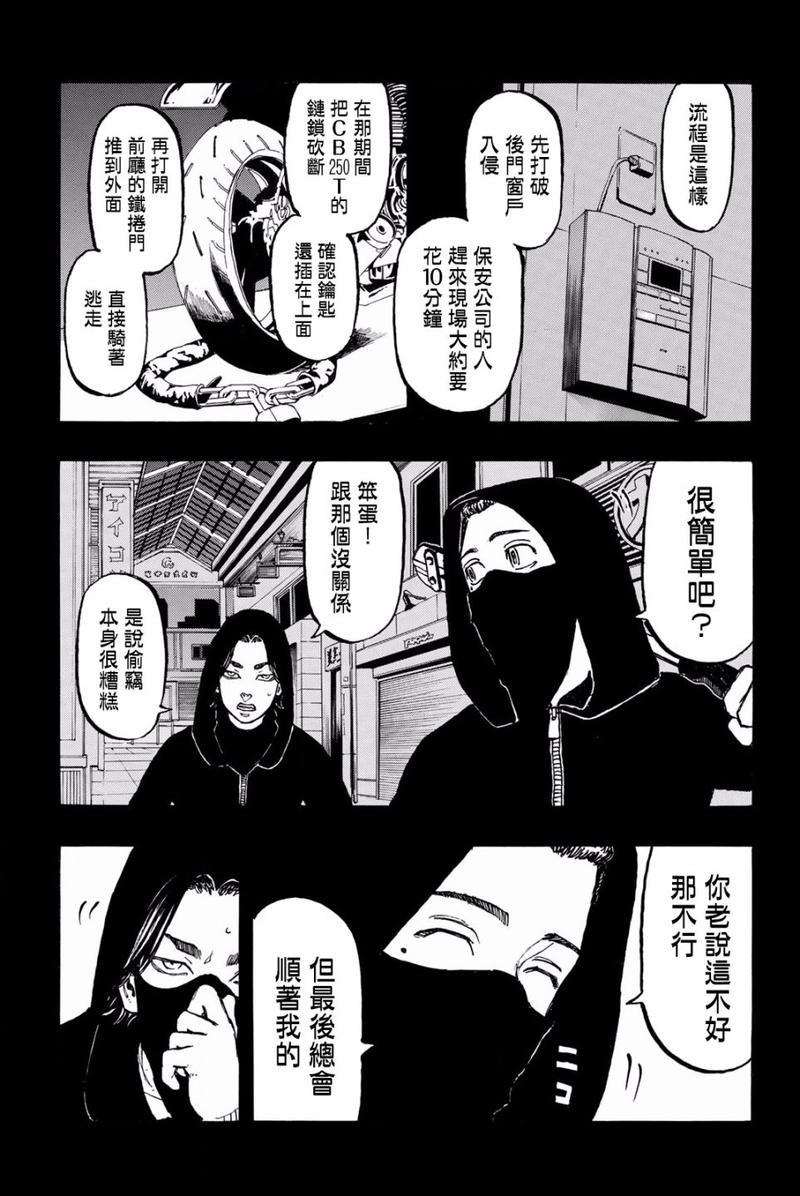 流程是這樣
先打破
後門窗戶
入侵
保安公司的人
趕來現場大約要
花10分鐘
在那期間
把CB250T的
鏈鎖砍斷
確認鑰匙
還插在上面
再打開
前廳的鐵捲門
推到外面
直接騎著
逃走
很簡單吧？
笨蛋！
跟那個沒關係
是說偷竊
本身很糟糕
アイコ
你老說這不好
那不行
但最後總會
順著我的
ニコ